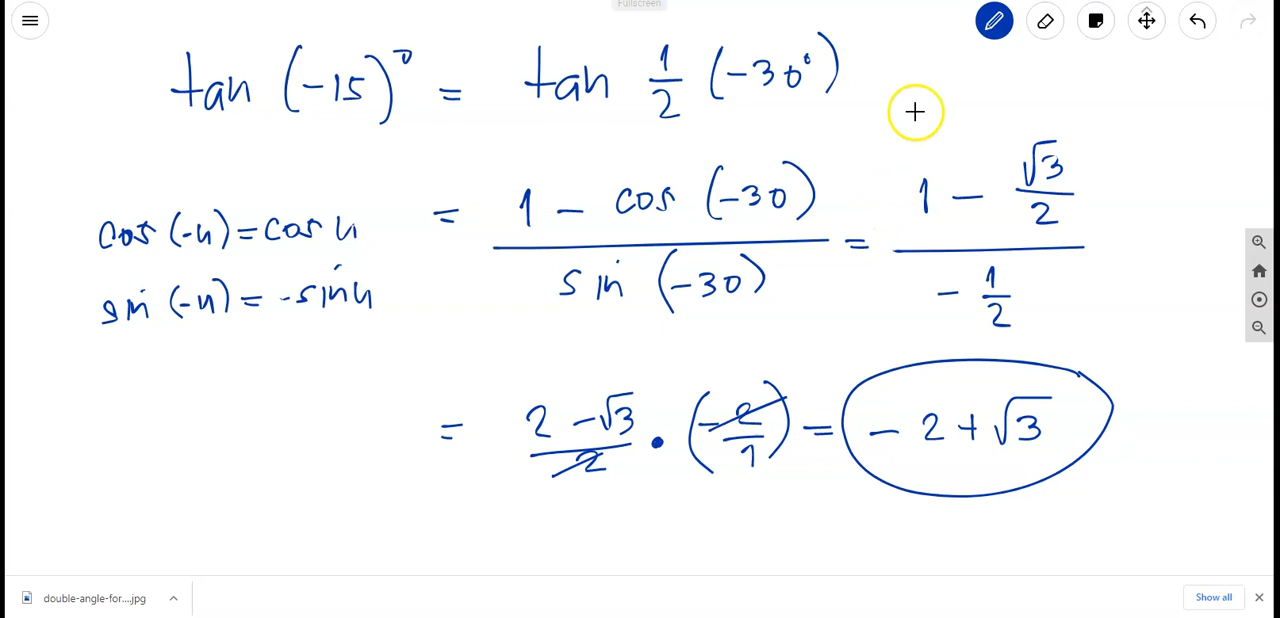 Fullscreen
tan (-15)° = tan 1/2 (-30°)
= (1 - cos (-30)) / (sin (-30)) = (1 - √3/2) / (-1/2)
cos (-u) = cos u
sin (-u) = -sin u
= (2 - √3)/2 • (-2/1) = -2 + √3
double-angle-for....jpg
Show all